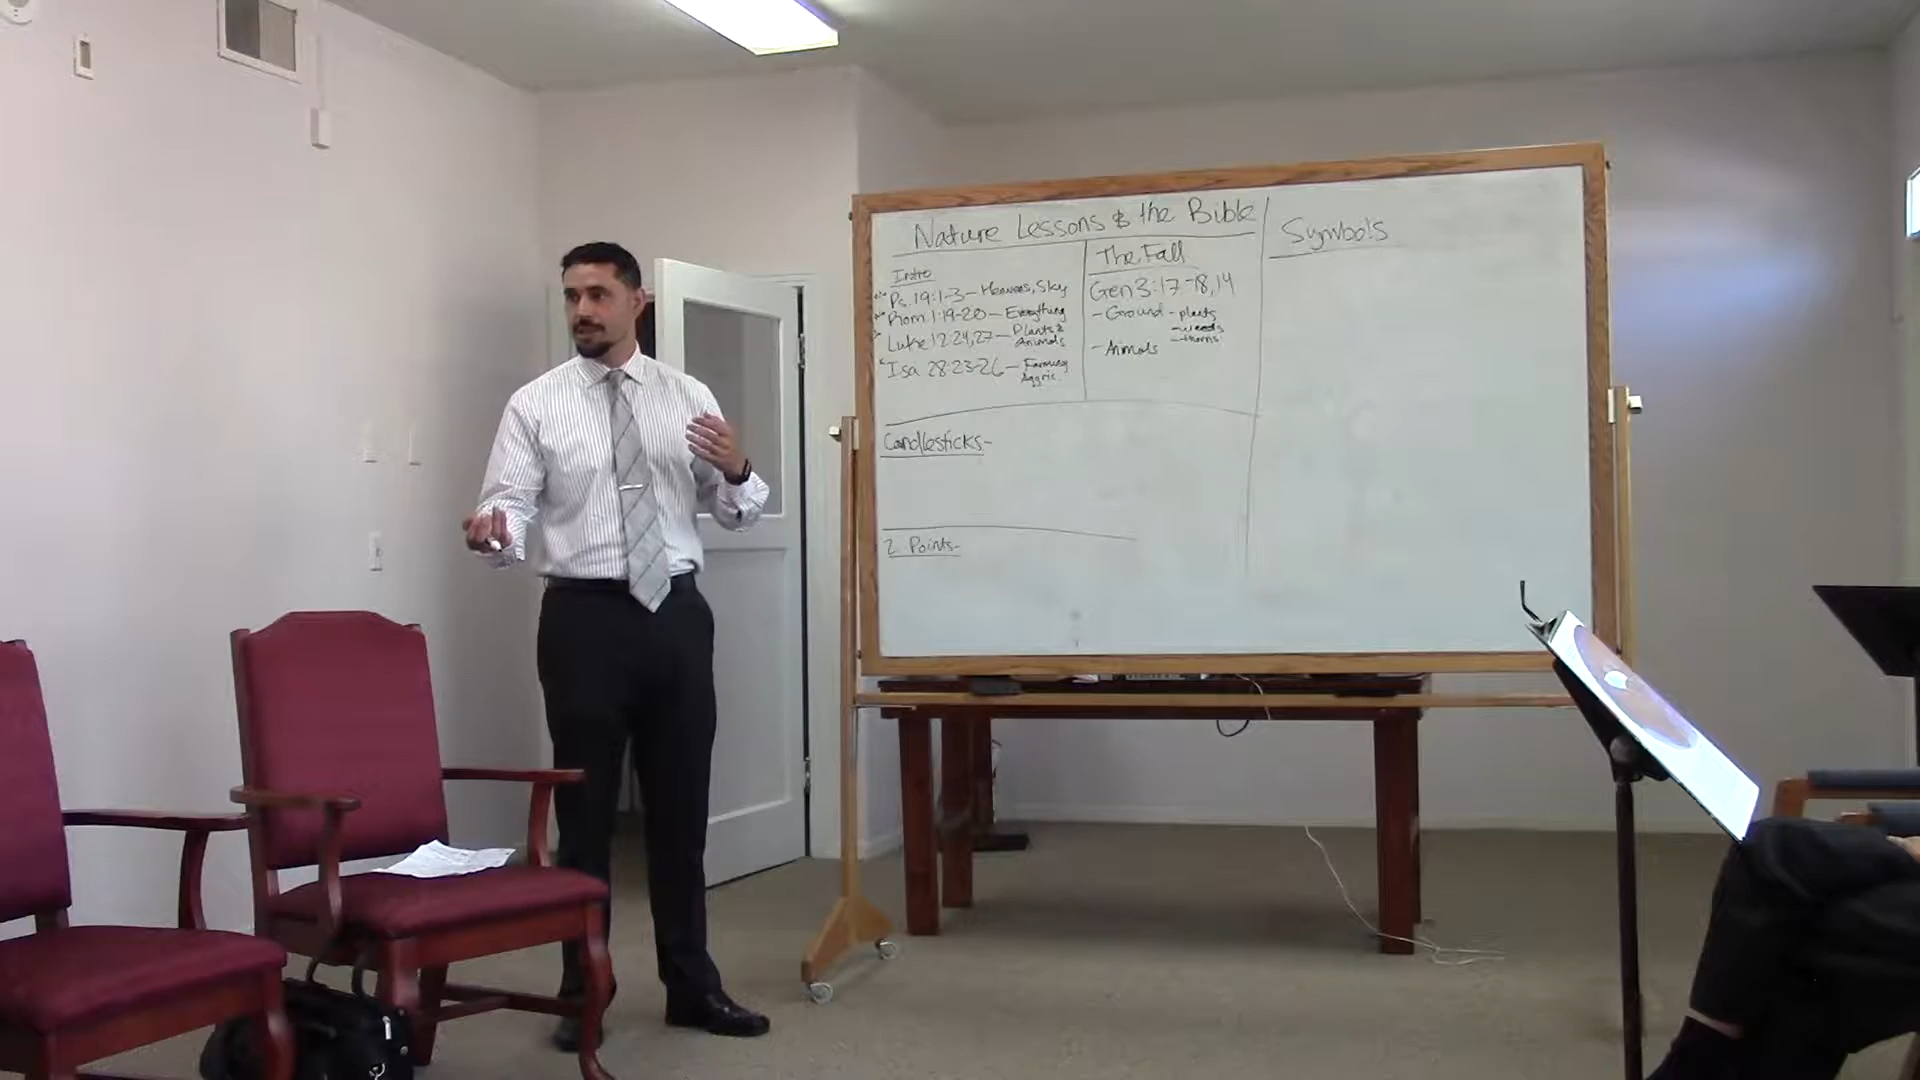 Nature Lessons & the Bible
Intro
Ps. 19:1-3 - Heavens, Sky
Rom. 1:19-20 - Everything
Luke 12:24,27 - Plants &
Animals
Isa 28:23-26 - Farming
Aggric.
The Fall
Gen 3:17-18,14
- Ground - plants
- weeds
- thorns
- Animals
Candlesticks-
2 Points-
Symbols